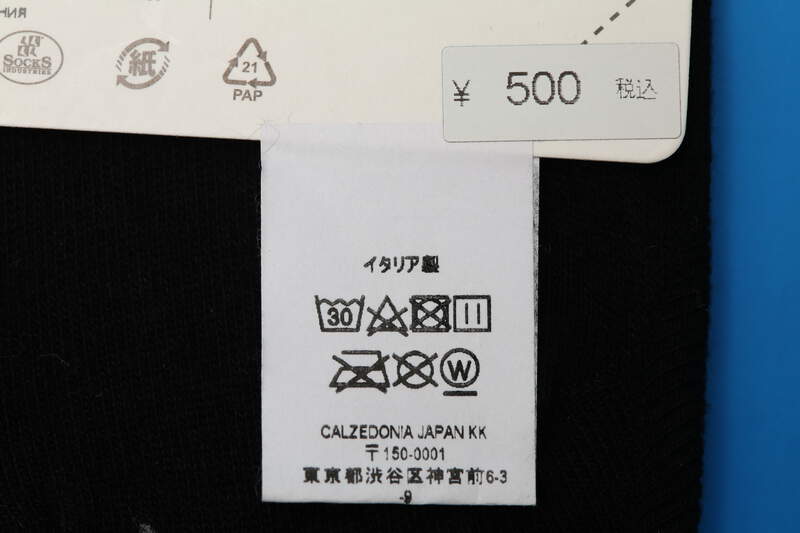 НИЯ
SOCKS
INDUSTRIES
紙
21
PAP
¥ 500 税込
イタリア製
30
W
CALZEDONIA JAPAN KK
〒150-0001
東京都渋谷区神宮前6-3
-9